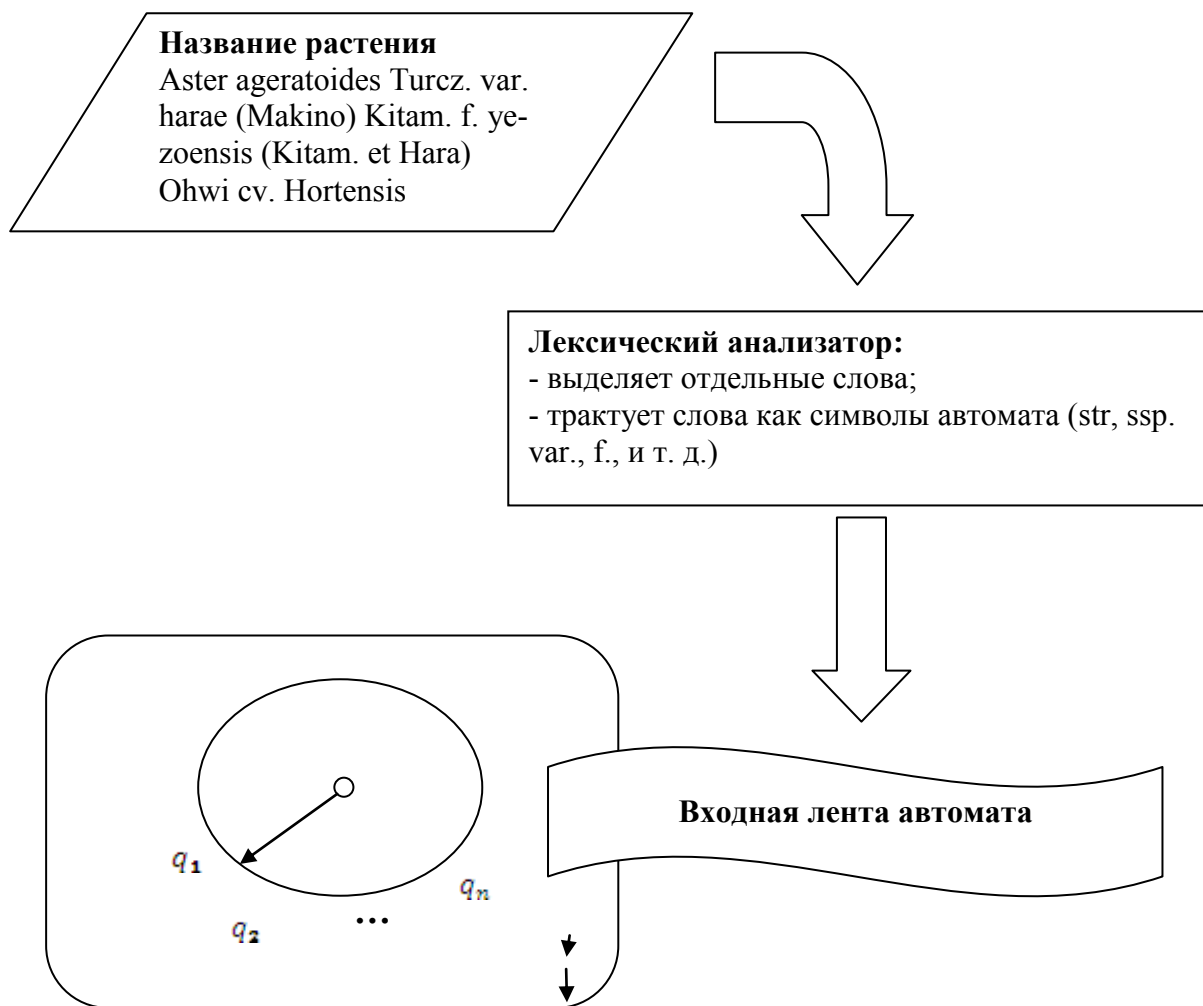 Название растения
Aster ageratoides Turcz. var.
harae (Makino) Kitam. f. ye-
zoensis (Kitam. et Hara)
Ohwi cv. Hortensis
Лексический анализатор:
- выделяет отдельные слова;
- трактует слова как символы автомата (str, ssp.
var., f., и т. д.)
Входная лента автомата
q₁
qₙ
q₂
...